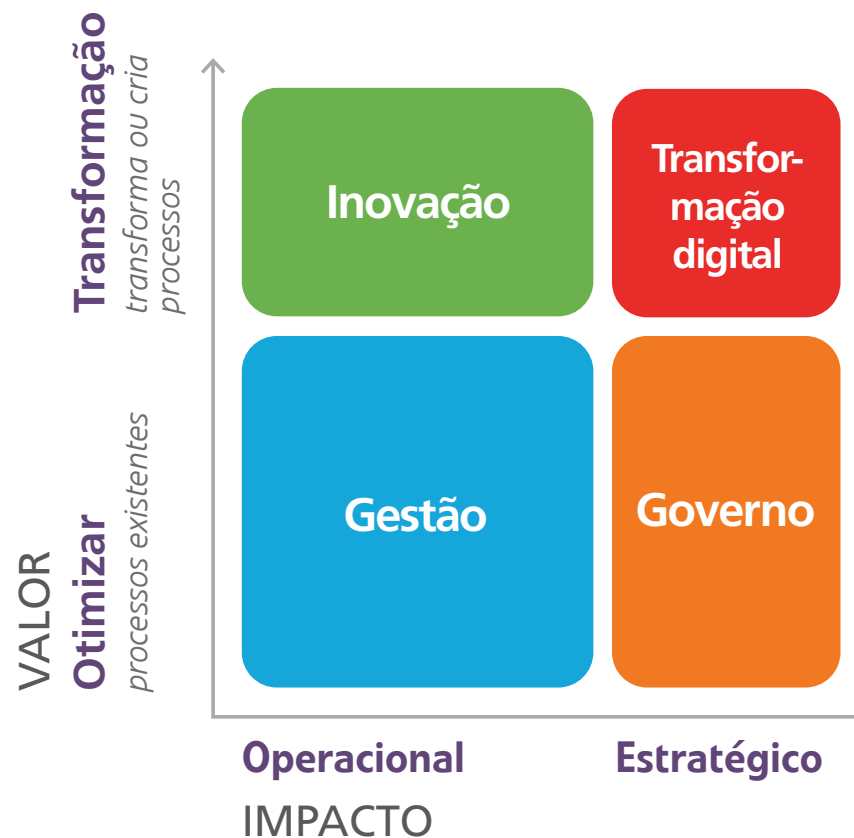 Transformação
transforma ou cria
processos
Inovação
Transfor-
mação
digital
VALOR
Otimizar
processos existentes
Gestão
Governo
Operacional
Estratégico
IMPACTO